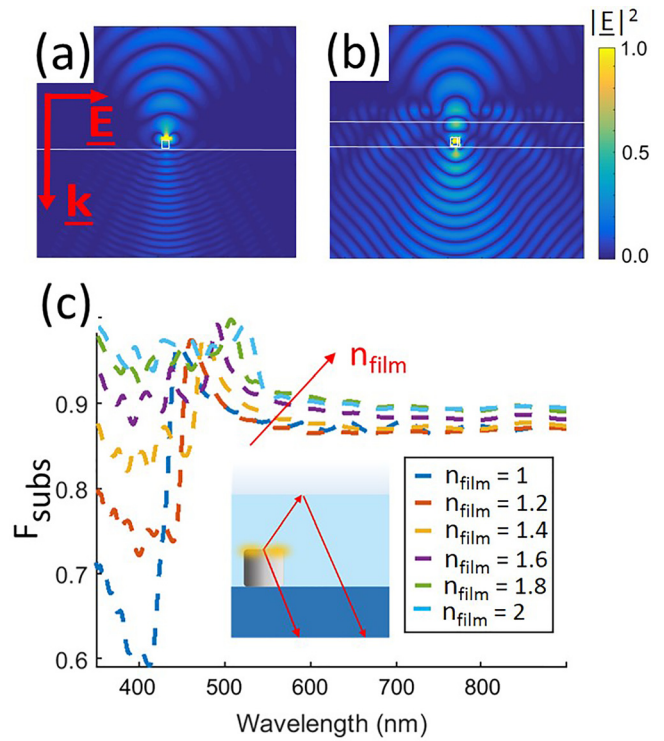 (a)
(b)
|E|²
E
k
1.0
0.5
0.0
(c)
n_film
F_subs
0.9
0.8
0.7
0.6
n_film = 1
n_film = 1.2
n_film = 1.4
n_film = 1.6
n_film = 1.8
n_film = 2
400 500 600 700 800
Wavelength (nm)